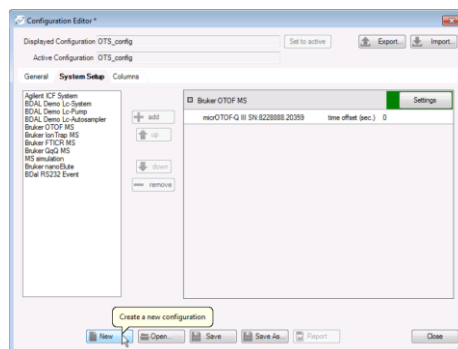 Configuration Editor *
Displayed Configuration OTS_config
Set to active
Export...
Import...
Active Configuration OTS_config
General System Setup Columns
Agilent ICF System
BDAL Demo Lc-System
BDAL Demo Lc-Pump
BDAL Demo Lc-Autosampler
Bruker OTOF MS
Bruker IonTrap MS
Bruker FTICR MS
Bruker QqQ MS
MS simulation
Bruker nanoElute
BDal RS232 Event
add
up
down
remove
Bruker OTOF MS
Settings
micrOTOF-Q III SN:8228888.20359 time offset (sec.) 0
Create a new configuration
New
Open...
Save
Save As...
Report
Close